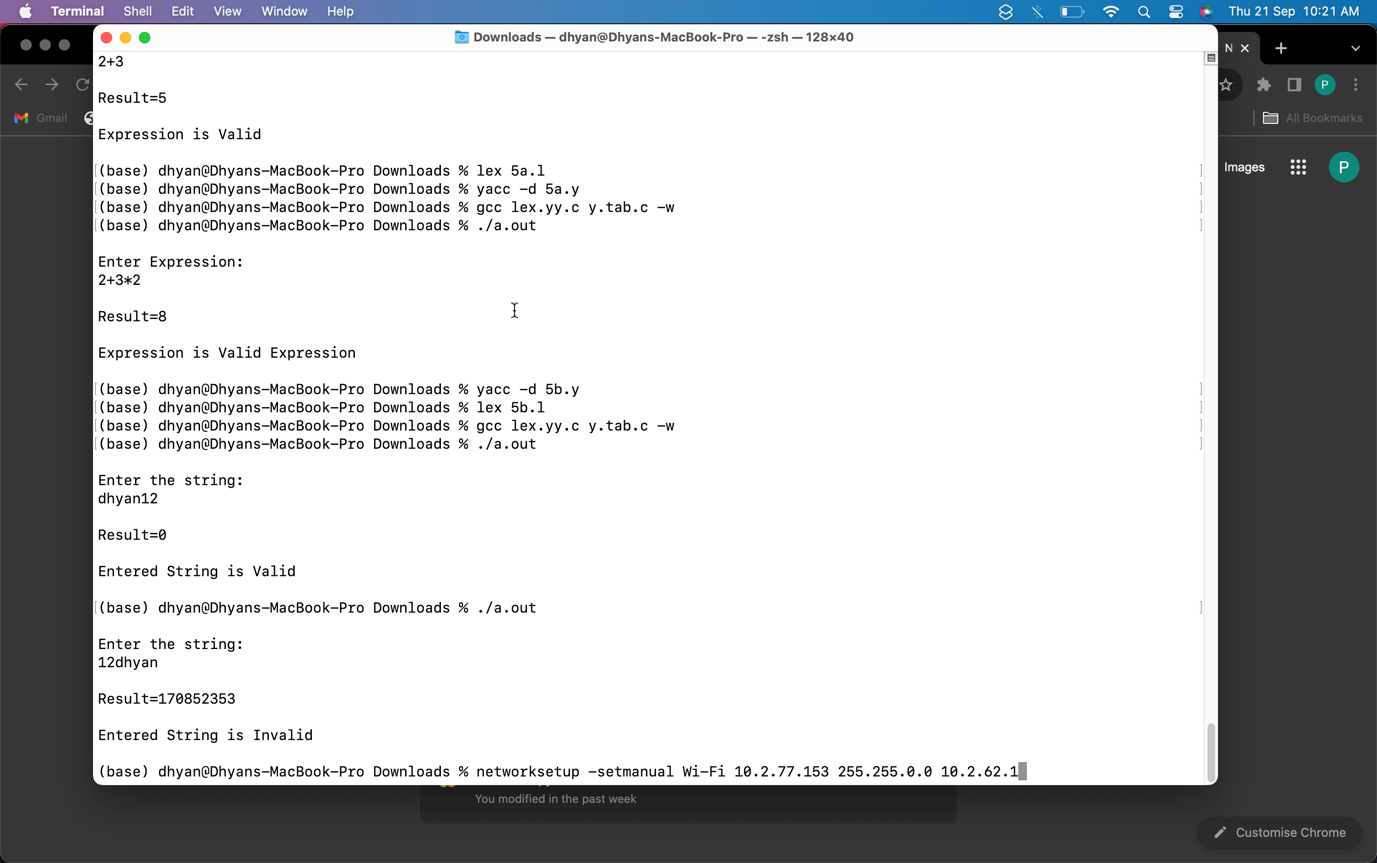 Terminal Shell Edit View Window Help Thu 21 Sep 10:21 AM
Downloads — dhyan@Dhyans-MacBook-Pro — -zsh — 128×40
N
Gmail
All Bookmarks
Images
P
P
2+3
Result=5
Expression is Valid
(base) dhyan@Dhyans-MacBook-Pro Downloads % lex 5a.l
(base) dhyan@Dhyans-MacBook-Pro Downloads % yacc -d 5a.y
(base) dhyan@Dhyans-MacBook-Pro Downloads % gcc lex.yy.c y.tab.c -w
(base) dhyan@Dhyans-MacBook-Pro Downloads % ./a.out
Enter Expression:
2+3*2
Result=8
Expression is Valid Expression
(base) dhyan@Dhyans-MacBook-Pro Downloads % yacc -d 5b.y
(base) dhyan@Dhyans-MacBook-Pro Downloads % lex 5b.l
(base) dhyan@Dhyans-MacBook-Pro Downloads % gcc lex.yy.c y.tab.c -w
(base) dhyan@Dhyans-MacBook-Pro Downloads % ./a.out
Enter the string:
dhyan12
Result=0
Entered String is Valid
(base) dhyan@Dhyans-MacBook-Pro Downloads % ./a.out
Enter the string:
12dhyan
Result=170852353
Entered String is Invalid
(base) dhyan@Dhyans-MacBook-Pro Downloads % networksetup -setmanual Wi-Fi 10.2.77.153 255.255.0.0 10.2.62.1
You modified in the past week
Customise Chrome